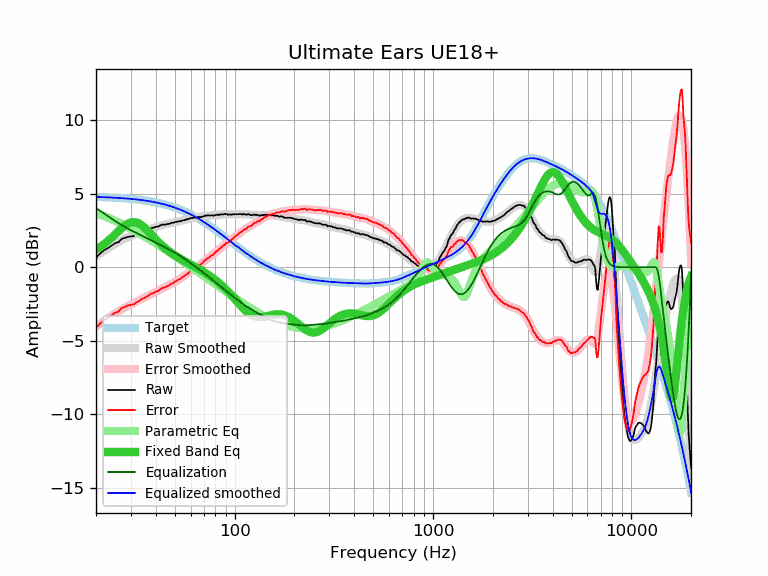 Ultimate Ears UE18+
Amplitude (dBr)
10
5
0
−5
−10
−15
Target
Raw Smoothed
Error Smoothed
Raw
Error
Parametric Eq
Fixed Band Eq
Equalization
Equalized smoothed
100 1000 10000
Frequency (Hz)